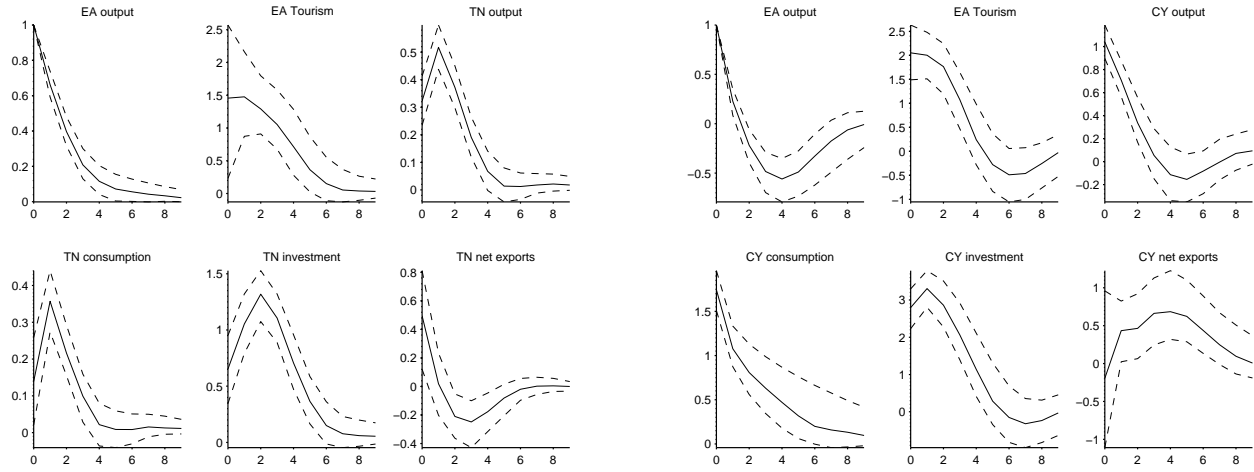 EA output
EA Tourism
TN output
EA output
EA Tourism
CY output
1
0.8
0.6
0.4
0.2
0
0 2 4 6 8
2.5
2
1.5
1
0.5
0
0 2 4 6 8
0.5
0.4
0.3
0.2
0.1
0
0 2 4 6 8
1
0.5
0
−0.5
0 2 4 6 8
2.5
2
1.5
1
0.5
0
−0.5
−1
0 2 4 6 8
1
0.8
0.6
0.4
0.2
0
−0.2
0 2 4 6 8
TN consumption
TN investment
TN net exports
CY consumption
CY investment
CY net exports
0.4
0.3
0.2
0.1
0
0 2 4 6 8
1.5
1
0.5
0
0 2 4 6 8
0.8
0.6
0.4
0.2
0
−0.2
−0.4
0 2 4 6 8
1.5
1
0.5
0
0 2 4 6 8
3
2
1
0
0 2 4 6 8
1
0.5
0
−0.5
−1
0 2 4 6 8